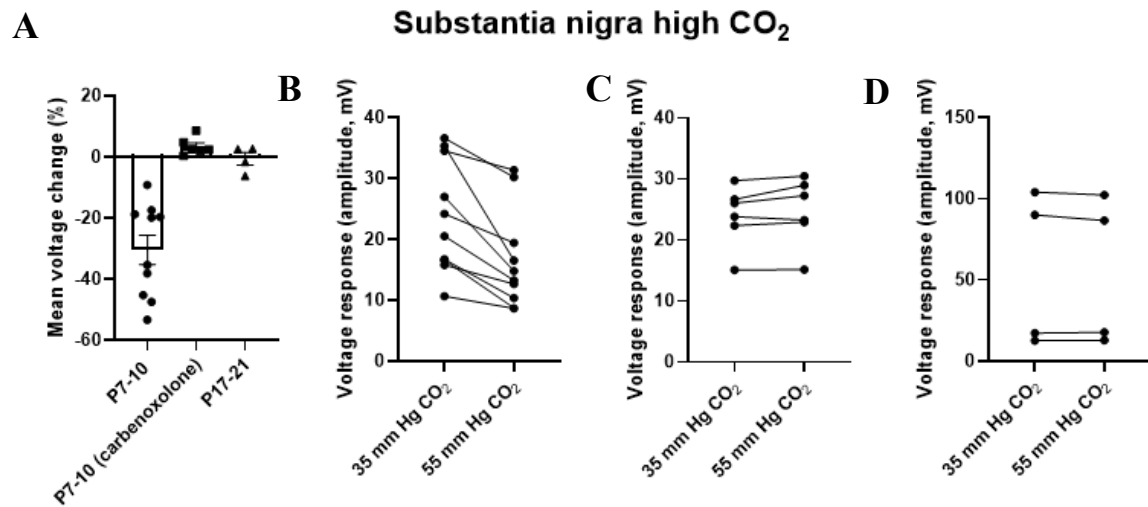 Substantia nigra high CO₂
A
Mean voltage change (%)
20
0
-20
-40
-60
P7-10
P7-10 (carbenoxolone)
P17-21
B
Voltage response (amplitude, mV)
40
30
20
10
0
35 mm Hg CO₂
55 mm Hg CO₂
C
Voltage response (amplitude, mV)
40
30
20
10
0
35 mm Hg CO₂
55 mm Hg CO₂
D
Voltage response (amplitude, mV)
150
100
50
0
35 mm Hg CO₂
55 mm Hg CO₂